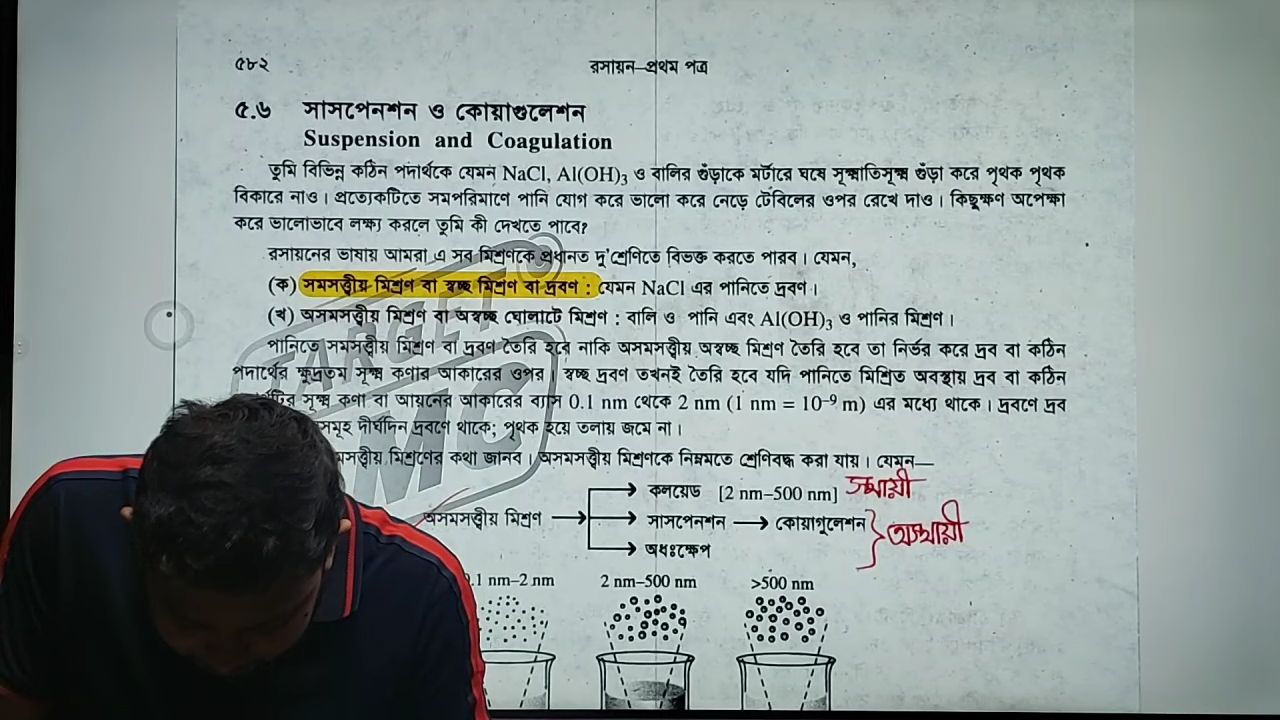 ৫৮২
রসায়ন–প্রথম পত্র
৫.৬ সাসপেনশন ও কোয়াগুলেশন
Suspension and Coagulation
তুমি বিভিন্ন কঠিন পদার্থকে যেমন NaCl, Al(OH)₃ ও বালির গুঁড়াকে মর্টারে ঘষে সূক্ষ্মাতিসূক্ষ্ম গুঁড়া করে পৃথক পৃথক
বিকারে নাও। প্রত্যেকটিতে সমপরিমাণে পানি যোগ করে ভালো করে নেড়ে টেবিলের ওপর রেখে দাও। কিছুক্ষণ অপেক্ষা
করে ভালোভাবে লক্ষ্য করলে তুমি কী দেখতে পাবে?
রসায়নের ভাষায় আমরা এ সব মিশ্রণকে প্রধানত দু'শ্রেণিতে বিভক্ত করতে পারব। যেমন,
(ক) সমসত্ত্বীয় মিশ্রণ বা স্বচ্ছ মিশ্রণ বা দ্রবণ : যেমন NaCl এর পানিতে দ্রবণ।
(খ) অসমসত্ত্বীয় মিশ্রণ বা অস্বচ্ছ ঘোলাটে মিশ্রণ : বালি ও পানি এবং Al(OH)₃ ও পানির মিশ্রণ।
পানিতে সমসত্ত্বীয় মিশ্রণ বা দ্রবণ তৈরি হবে নাকি অসমসত্ত্বীয় অস্বচ্ছ মিশ্রণ তৈরি হবে তা নির্ভর করে দ্রব বা কঠিন
পদার্থের ক্ষুদ্রতম সূক্ষ্ম কণার আকারের ওপর। স্বচ্ছ দ্রবণ তখনই তৈরি হবে যদি পানিতে মিশ্রিত অবস্থায় দ্রব বা কঠিন
সূক্ষ্ম কণা বা আয়নের আকারের ব্যাস 0.1 nm থেকে 2 nm (1 nm = 10⁻⁹ m) এর মধ্যে থাকে। দ্রবণে দ্রব
সমূহ দীর্ঘদিন দ্রবণে থাকে; পৃথক হয়ে তলায় জমে না।
মসত্ত্বীয় মিশ্রণের কথা জানব। অসমসত্ত্বীয় মিশ্রণকে নিম্নমতে শ্রেণিবদ্ধ করা যায়। যেমন—
কলয়েড [2 nm–500 nm] স্থায়ী
অসমসত্ত্বীয় মিশ্রণ → সাসপেনশন → কোয়াগুলেশন } অস্থায়ী
অধঃক্ষেপ
.1 nm–2 nm 2 nm–500 nm >500 nm
TARGET
MC